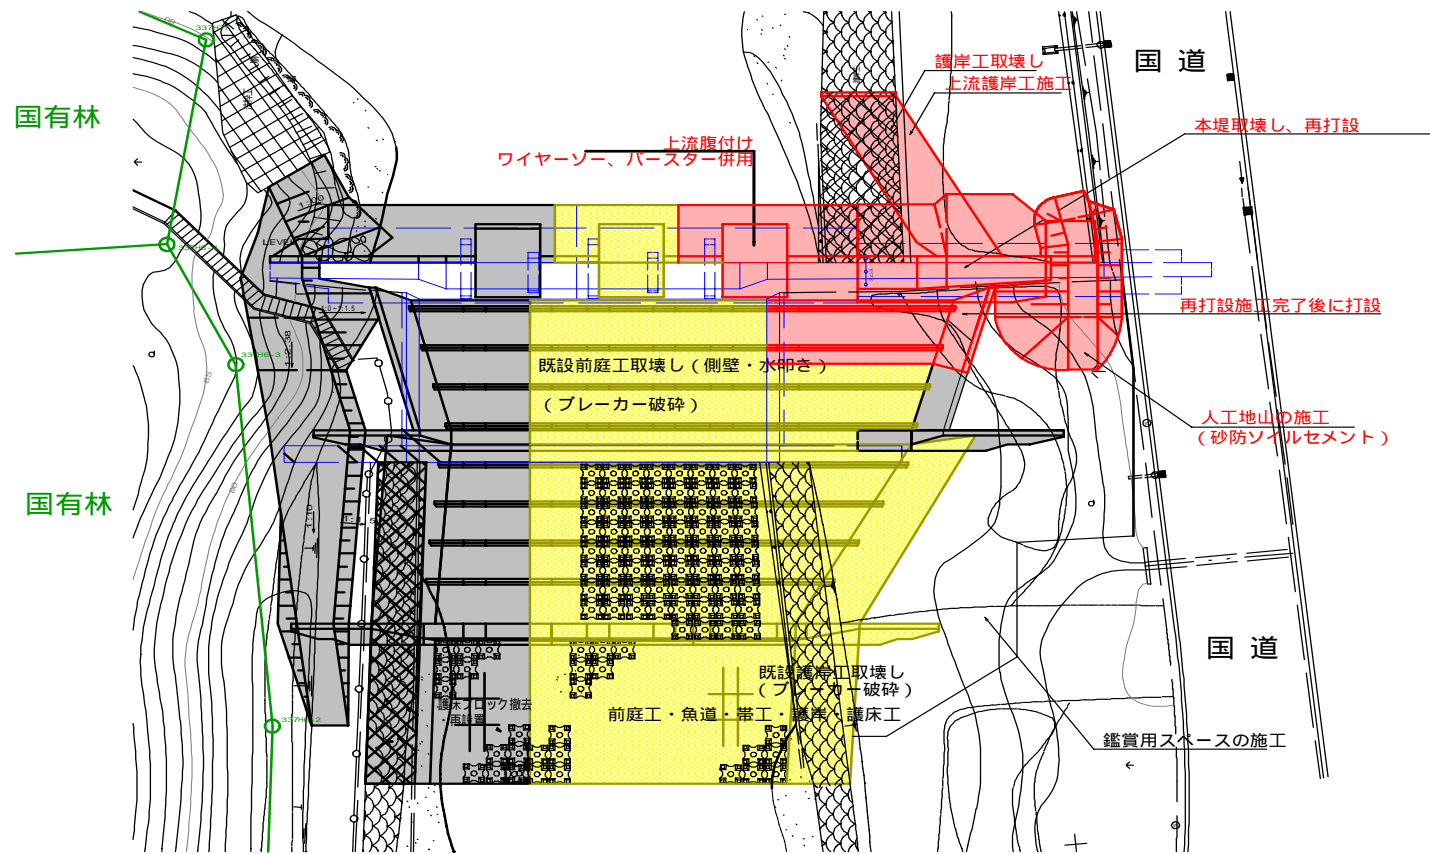 国道
護岸工取壊し
上流護岸工施工
国有林
本堤取壊し、再打設
上流腹付け
ワイヤーソー、バースター併用
LEVEL
再打設施工完了後に打設
既設前庭工取壊し（側壁・水叩き）
（ブレーカー破砕）
337H6-3
85
人工地山の施工
（砂防ソイルセメント）
国有林
80
国道
既設護岸工取壊し
（ブレーカー破砕）
護床ブロック撤去
・再設置
前庭工・魚道・帯工・護岸・護床工
337H6-2
鑑賞用スペースの施工